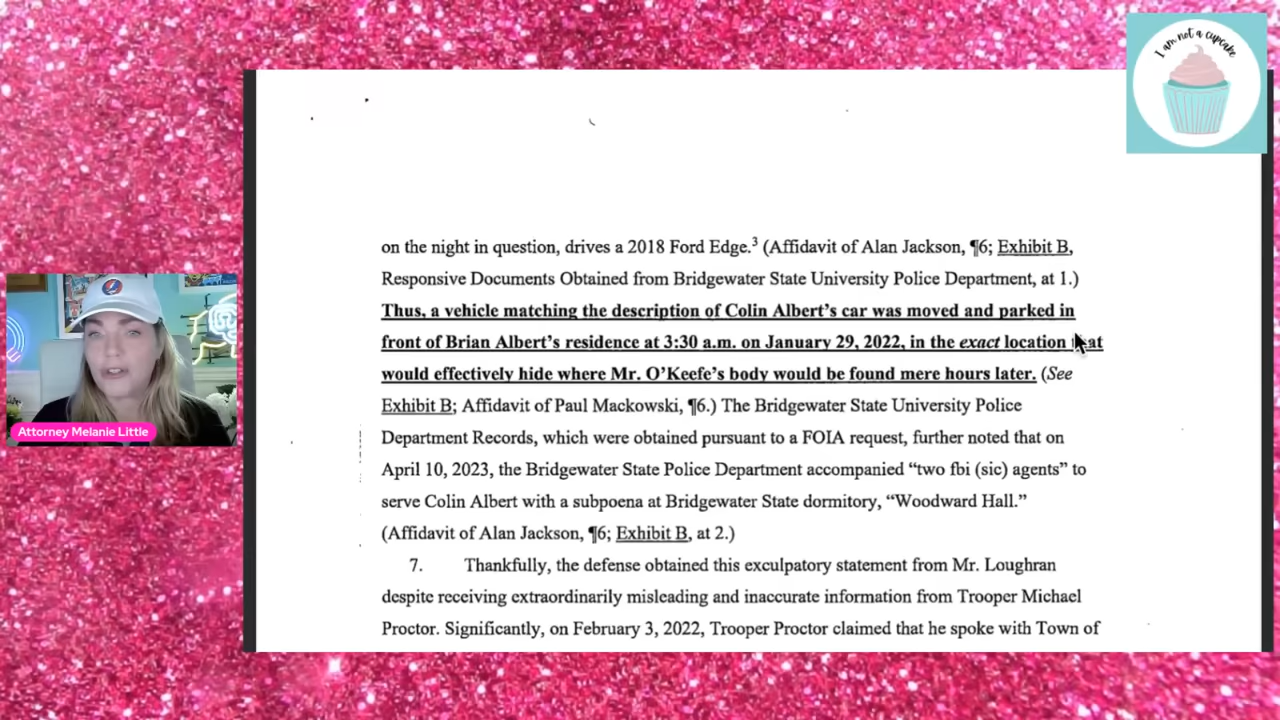 I am not a cupcake
on the night in question, drives a 2018 Ford Edge.3 (Affidavit of Alan Jackson, ¶6; Exhibit B,
Responsive Documents Obtained from Bridgewater State University Police Department, at 1.)
Thus, a vehicle matching the description of Colin Albert's car was moved and parked in
front of Brian Albert's residence at 3:30 a.m. on January 29, 2022, in the exact location
would effectively hide where Mr. O'Keefe's body would be found mere hours later. (See
Exhibit B; Affidavit of Paul Mackowski, ¶6.) The Bridgewater State University Police
Department Records, which were obtained pursuant to a FOIA request, further noted that on
April 10, 2023, the Bridgewater State Police Department accompanied “two fbi (sic) agents” to
serve Colin Albert with a subpoena at Bridgewater State dormitory, “Woodward Hall.”
(Affidavit of Alan Jackson, ¶6; Exhibit B, at 2.)
7. Thankfully, the defense obtained this exculpatory statement from Mr. Loughran
despite receiving extraordinarily misleading and inaccurate information from Trooper Michael
Proctor. Significantly, on February 3, 2022, Trooper Proctor claimed that he spoke with Town of
Attorney Melanie Little